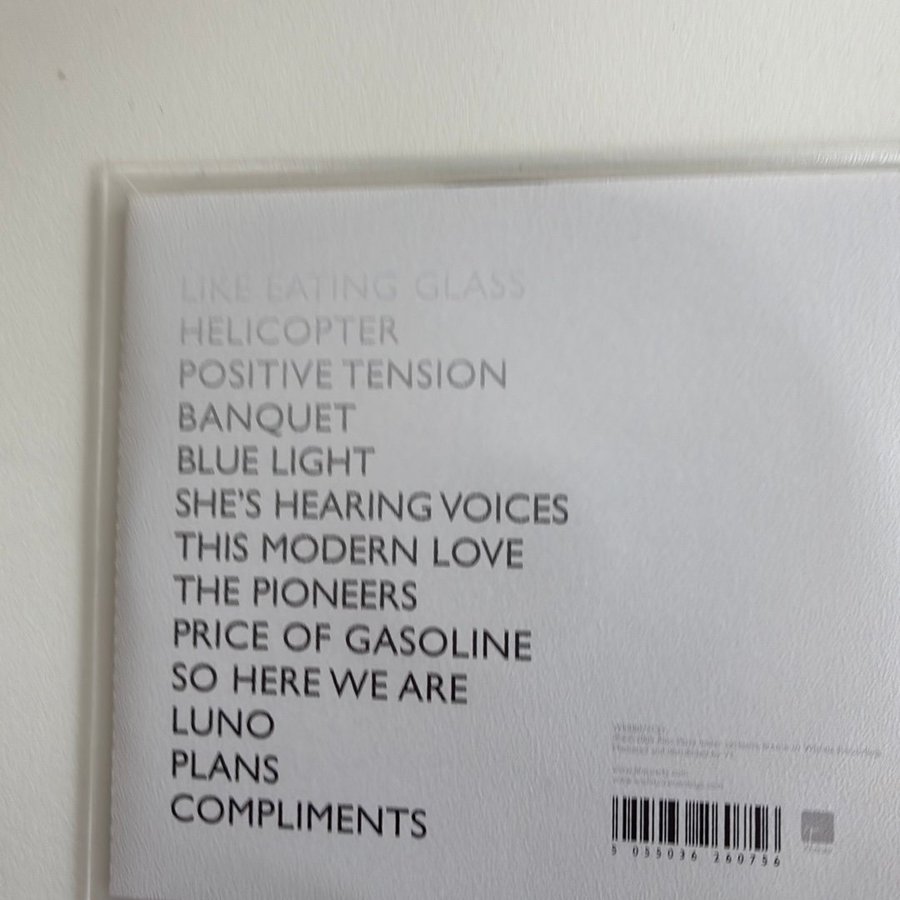 LIKE EATING GLASS
HELICOPTER
POSITIVE TENSION
BANQUET
BLUE LIGHT
SHE'S HEARING VOICES
THIS MODERN LOVE
THE PIONEERS
PRICE OF GASOLINE
SO HERE WE ARE
LUNO
PLANS
COMPLIMENTS
5 055036 260756